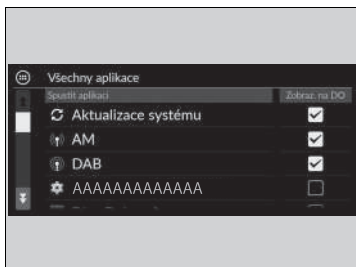 Všechny aplikace
Spustit aplikaci Zobraz. na DO
Aktualizace systému
AM
DAB
AAAAAAAAAAAAA